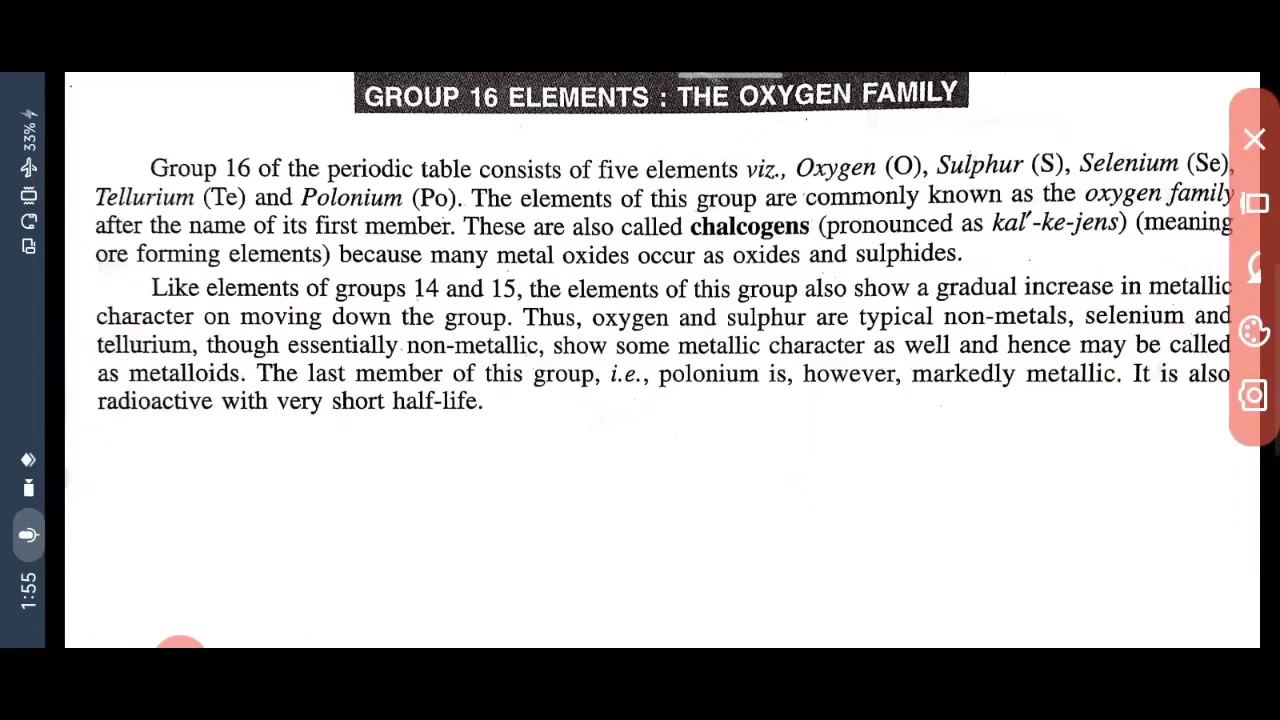 GROUP 16 ELEMENTS : THE OXYGEN FAMILY
Group 16 of the periodic table consists of five elements viz., Oxygen (O), Sulphur (S), Selenium (Se),
Tellurium (Te) and Polonium (Po). The elements of this group are commonly known as the oxygen family
after the name of its first member. These are also called chalcogens (pronounced as kal′-ke-jens) (meaning
ore forming elements) because many metal oxides occur as oxides and sulphides.
Like elements of groups 14 and 15, the elements of this group also show a gradual increase in metallic
character on moving down the group. Thus, oxygen and sulphur are typical non-metals, selenium and
tellurium, though essentially non-metallic, show some metallic character as well and hence may be called
as metalloids. The last member of this group, i.e., polonium is, however, markedly metallic. It is also
radioactive with very short half-life.
33%
1:55